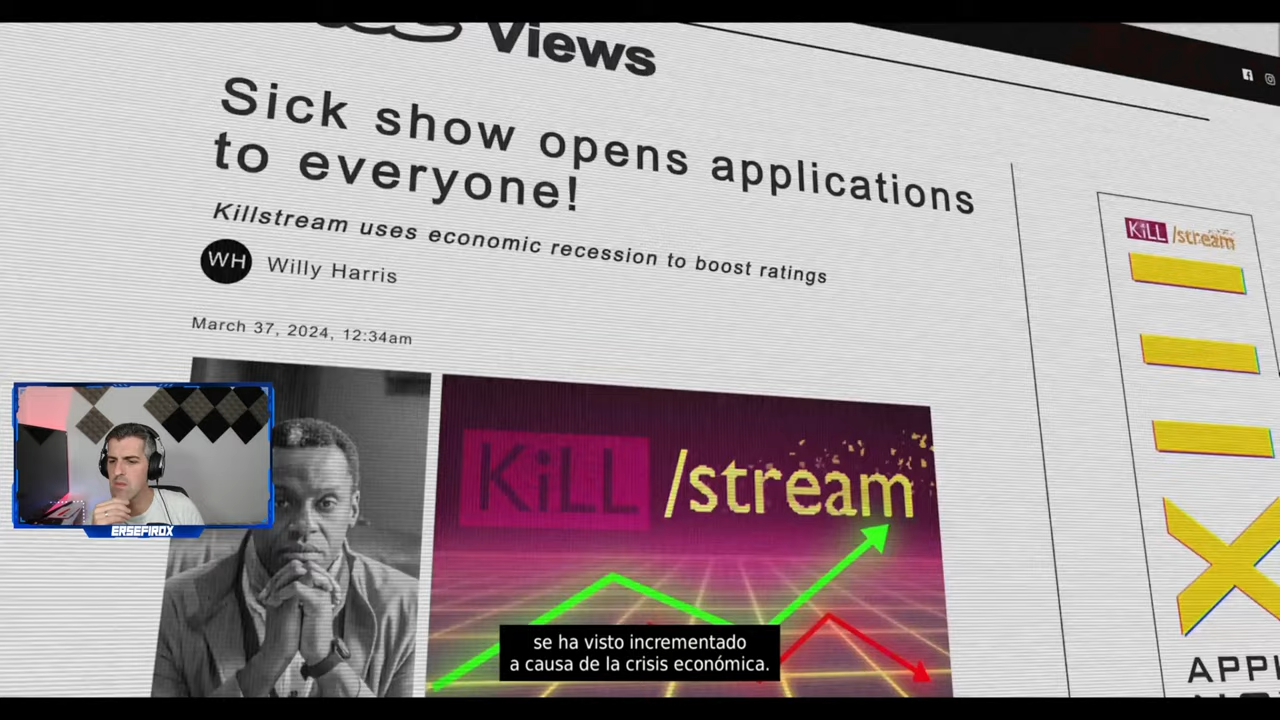 Views
Sick show opens applications
to everyone!
Killstream uses economic recession to boost ratings
WH Willy Harris
March 37, 2024, 12:34am
KiLL /stream
KiLL /stream
ERSEFIROX
se ha visto incrementado
a causa de la crisis económica.